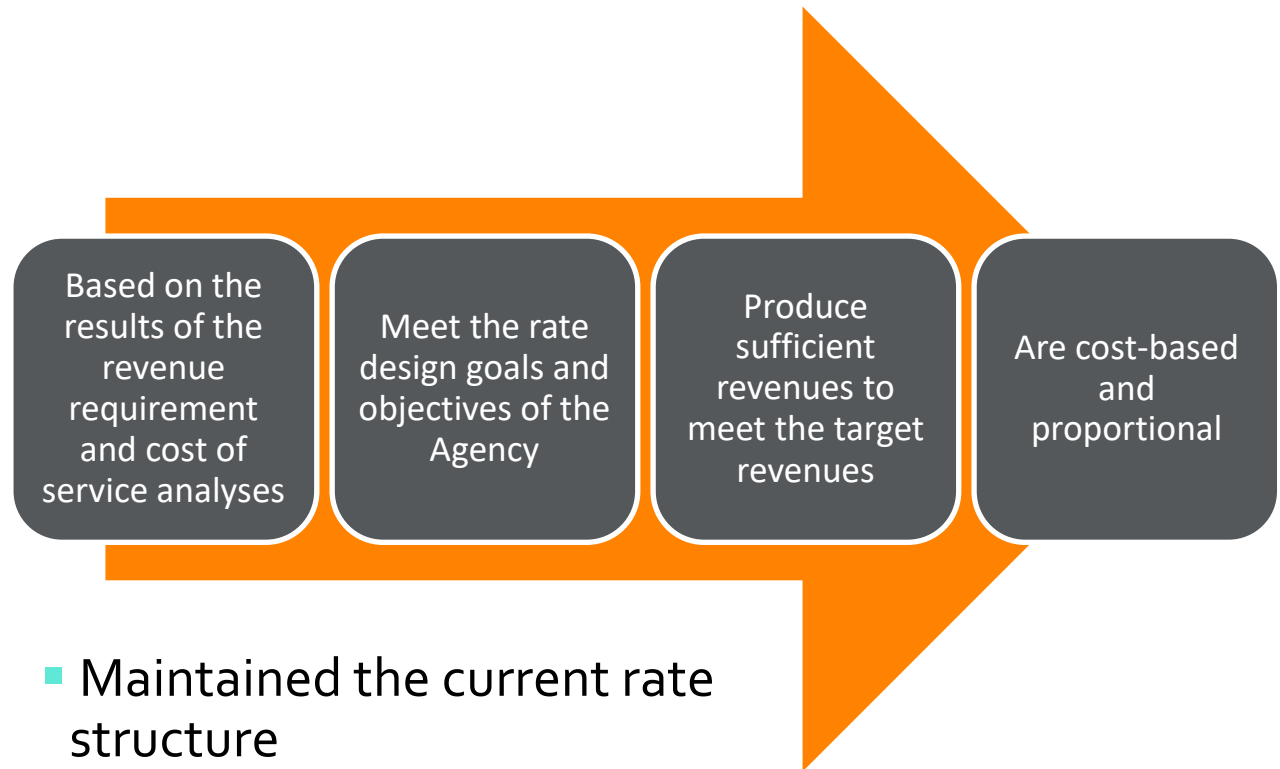 Based on the
results of the
revenue
requirement
and cost of
service analyses
Meet the rate
design goals and
objectives of the
Agency
Produce
sufficient
revenues to
meet the target
revenues
Are cost-based
and
proportional
▪ Maintained the current rate
structure